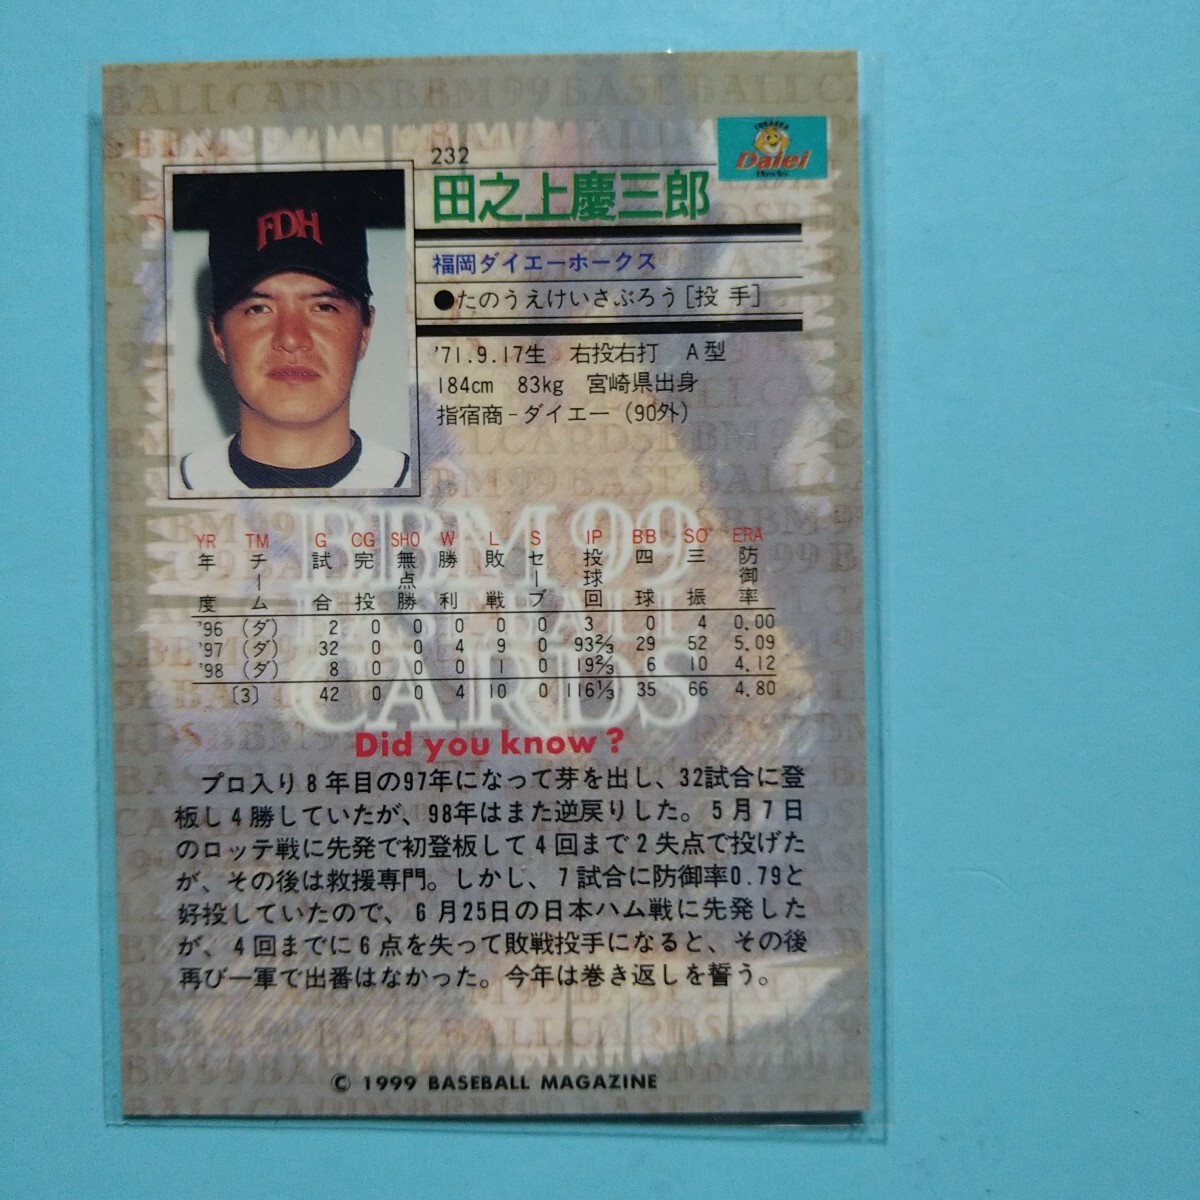 232
田之上慶三郎
Daiei
Hawks
FDH
福岡ダイエーホークス
●たのうえけいさぶろう[投 手]
'71.9.17生 右投右打 A型
184cm 83kg 宮崎県出身
指宿商-ダイエー(90外)
BBM 99
BASEBALL
CARDS
YR TM G CG SHO W L S IP BB SO ERA
年度 チーム 試合 完投 無点勝 勝利 敗戦 セーブ 投球回 四球 三振 防御率
'96 (ダ) 2 0 0 0 0 0 3 0 4 0.00
'97 (ダ) 32 0 0 4 9 0 93⅔ 29 52 5.09
'98 (ダ) 8 0 0 0 1 0 19⅔ 6 10 4.12
〔3〕 42 0 0 4 10 0 116⅓ 35 66 4.80
Did you know?
プロ入り8年目の97年になって芽を出し、32試合に登
板し4勝していたが、98年はまた逆戻りした。5月7日
のロッテ戦に先発で初登板して4回まで2失点で投げた
が、その後は救援専門。しかし、7試合に防御率0.79と
好投していたので、6月25日の日本ハム戦に先発した
が、4回までに6点を失って敗戦投手になると、その後
再び一軍で出番はなかった。今年は巻き返しを誓う。
© 1999 BASEBALL MAGAZINE